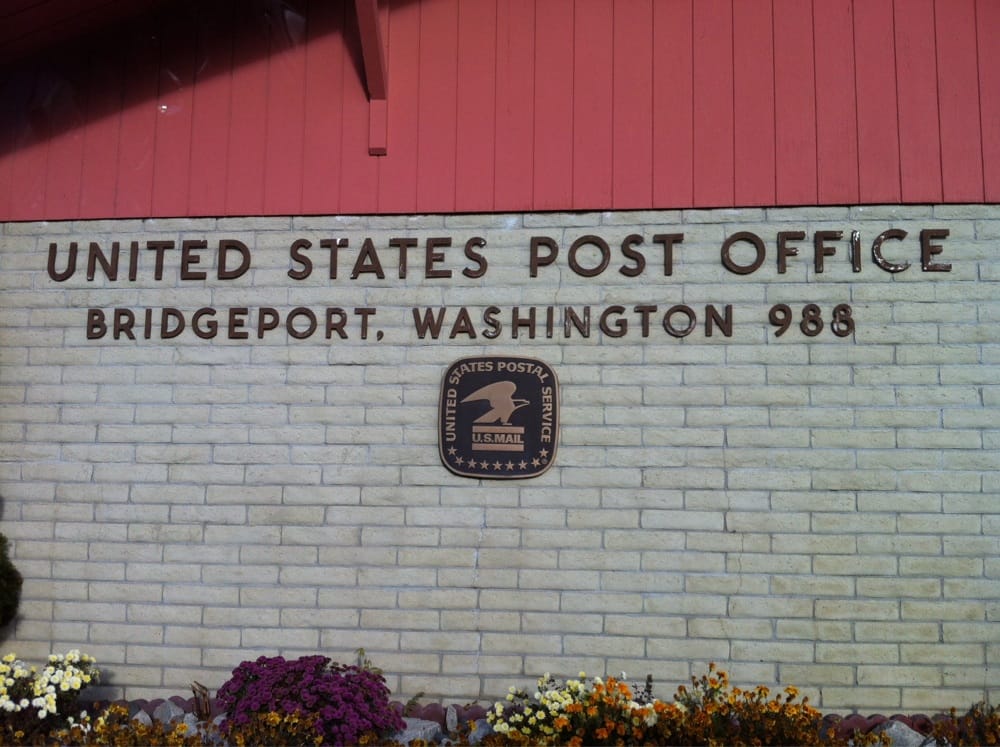 UNITED STATES POST OFFICE
BRIDGEPORT, WASHINGTON 988
UNITED STATES POSTAL SERVICE
U.S.MAIL